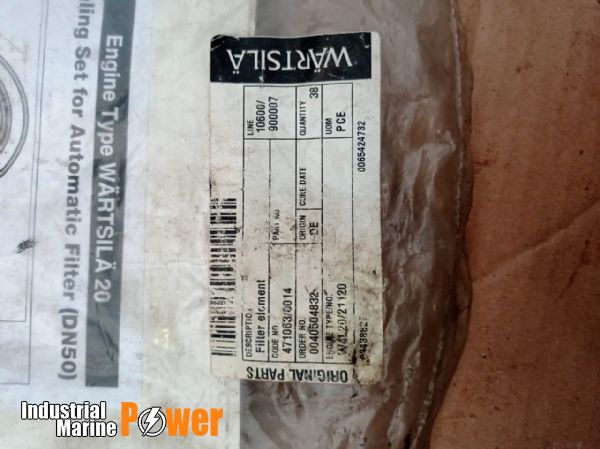 Engine Type WÄRTSILÄ 20
ling Set for Automatic Filter (DN50)
WÄRTSILÄ
ORIGINAL PARTS
Filter element
LINE
10600/
900007
CODE NO.
471063/0014
PART NO
QUANTITY
38
ORDER NO.
0040504832
ORIGIN
DE
CURE DATE
UOM
PCE
ENGINE TYPE/NO.
20/21120
0065424732
Industrial
Marine
Power